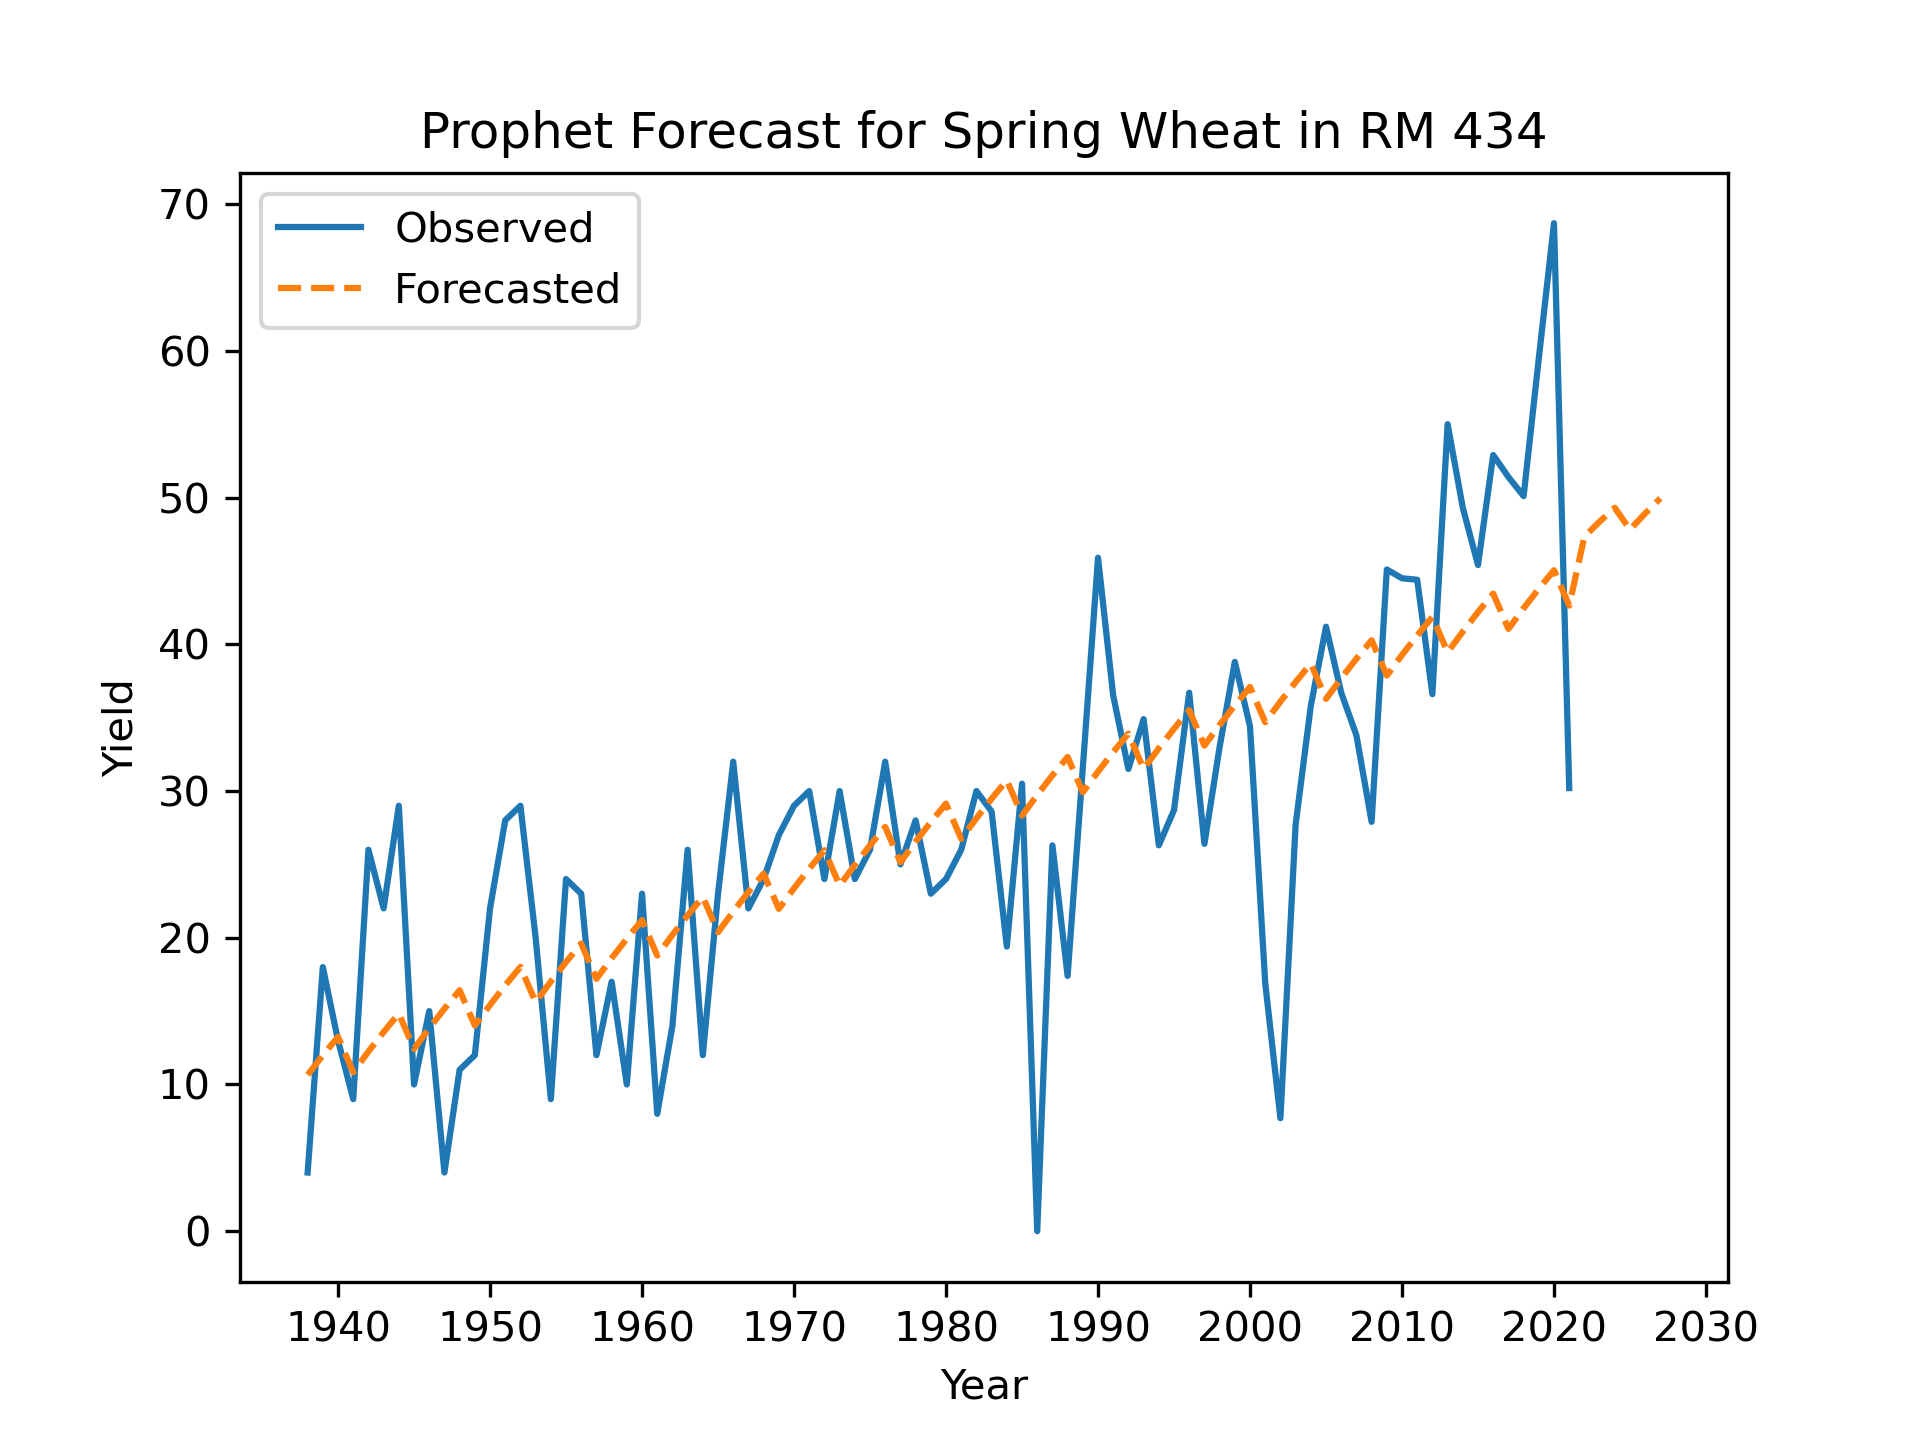 Prophet Forecast for Spring Wheat in RM 434
Observed
Forecasted
70
60
50
40
30
20
10
0
Yield
1940 1950 1960 1970 1980 1990 2000 2010 2020 2030
Year